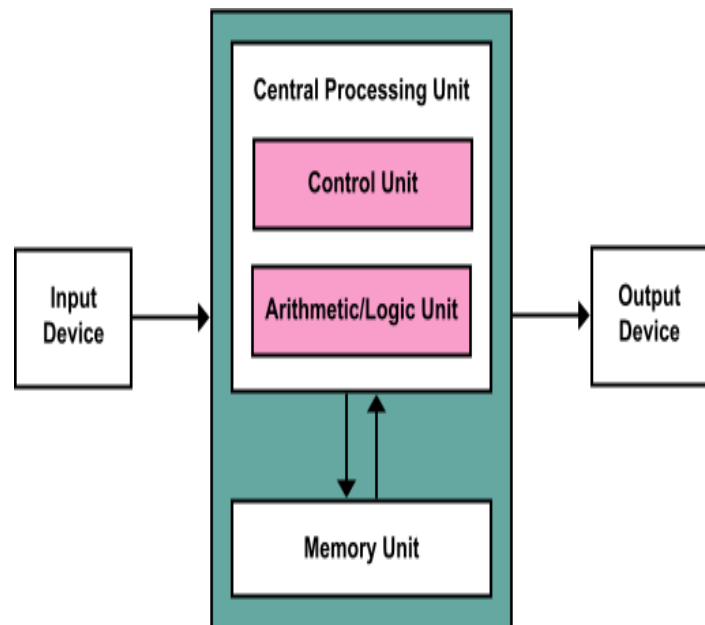 Central Processing Unit
Control Unit
Arithmetic/Logic Unit
Input
Device
Output
Device
Memory Unit